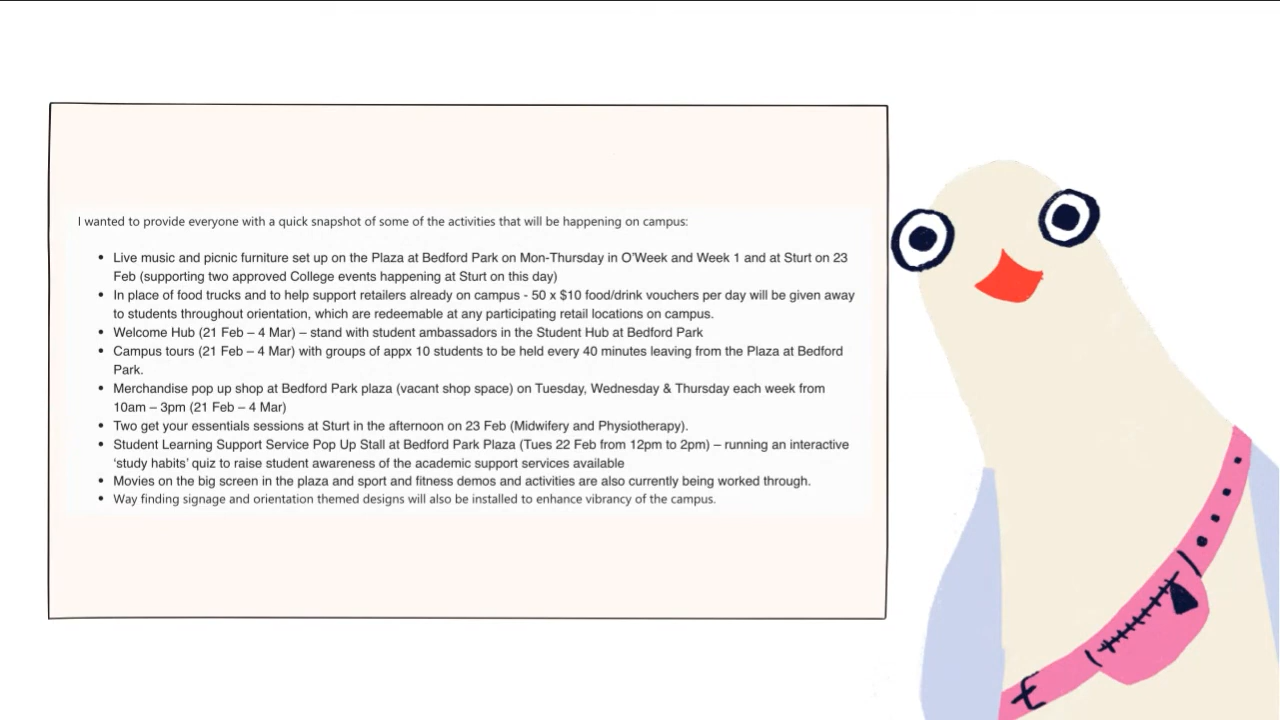 I wanted to provide everyone with a quick snapshot of some of the activities that will be happening on campus:
• Live music and picnic furniture set up on the Plaza at Bedford Park on Mon-Thursday in O'Week and Week 1 and at Sturt on 23
Feb (supporting two approved College events happening at Sturt on this day)
• In place of food trucks and to help support retailers already on campus - 50 x $10 food/drink vouchers per day will be given away
to students throughout orientation, which are redeemable at any participating retail locations on campus.
• Welcome Hub (21 Feb – 4 Mar) – stand with student ambassadors in the Student Hub at Bedford Park
• Campus tours (21 Feb – 4 Mar) with groups of appx 10 students to be held every 40 minutes leaving from the Plaza at Bedford
Park.
• Merchandise pop up shop at Bedford Park plaza (vacant shop space) on Tuesday, Wednesday & Thursday each week from
10am – 3pm (21 Feb – 4 Mar)
• Two get your essentials sessions at Sturt in the afternoon on 23 Feb (Midwifery and Physiotherapy).
• Student Learning Support Service Pop Up Stall at Bedford Park Plaza (Tues 22 Feb from 12pm to 2pm) – running an interactive
'study habits' quiz to raise student awareness of the academic support services available
• Movies on the big screen in the plaza and sport and fitness demos and activities are also currently being worked through.
• Way finding signage and orientation themed designs will also be installed to enhance vibrancy of the campus.